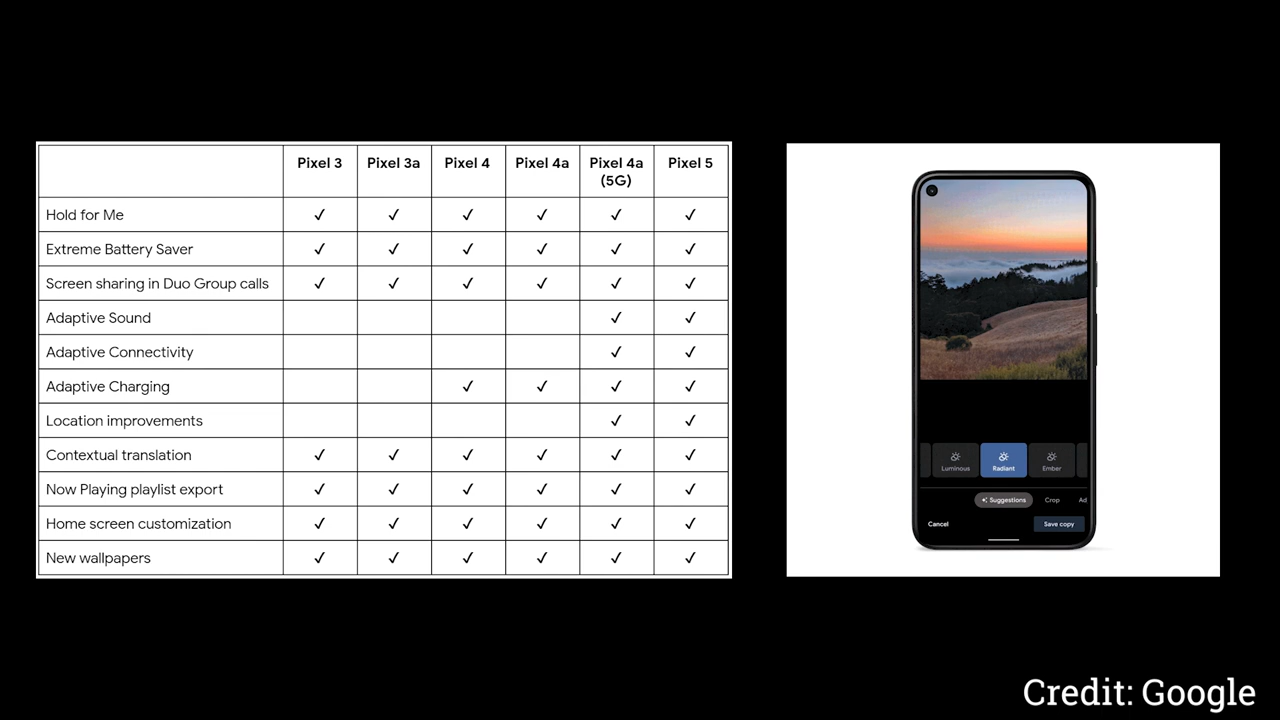 Pixel 3 Pixel 3a Pixel 4 Pixel 4a Pixel 4a (5G) Pixel 5
Hold for Me ✓ ✓ ✓ ✓ ✓ ✓
Extreme Battery Saver ✓ ✓ ✓ ✓ ✓ ✓
Screen sharing in Duo Group calls ✓ ✓ ✓ ✓ ✓ ✓
Adaptive Sound ✓ ✓
Adaptive Connectivity ✓ ✓
Adaptive Charging ✓ ✓ ✓ ✓
Location improvements ✓ ✓
Contextual translation ✓ ✓ ✓ ✓ ✓ ✓
Now Playing playlist export ✓ ✓ ✓ ✓ ✓ ✓
Home screen customization ✓ ✓ ✓ ✓ ✓ ✓
New wallpapers ✓ ✓ ✓ ✓ ✓ ✓
Luminous Radiant Ember
Suggestions Crop Ad
Cancel Save copy
Credit: Google